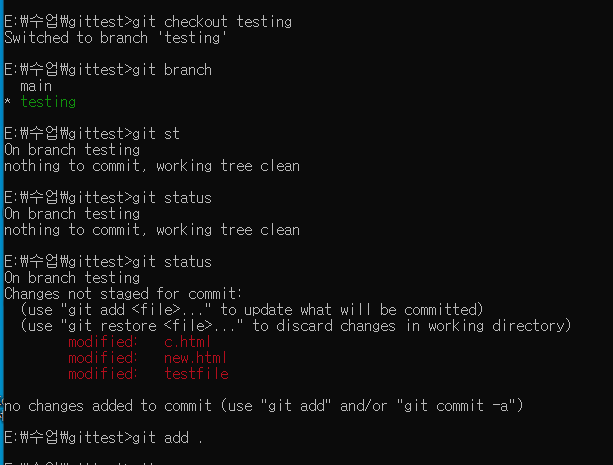 E:₩수업₩gittest>git checkout testing
Switched to branch 'testing'
E:₩수업₩gittest>git branch
main
* testing
E:₩수업₩gittest>git st
On branch testing
nothing to commit, working tree clean
E:₩수업₩gittest>git status
On branch testing
nothing to commit, working tree clean
E:₩수업₩gittest>git status
On branch testing
Changes not staged for commit:
(use "git add <file>..." to update what will be committed)
(use "git restore <file>..." to discard changes in working directory)
modified: c.html
modified: new.html
modified: testfile
no changes added to commit (use "git add" and/or "git commit -a")
E:₩수업₩gittest>git add .